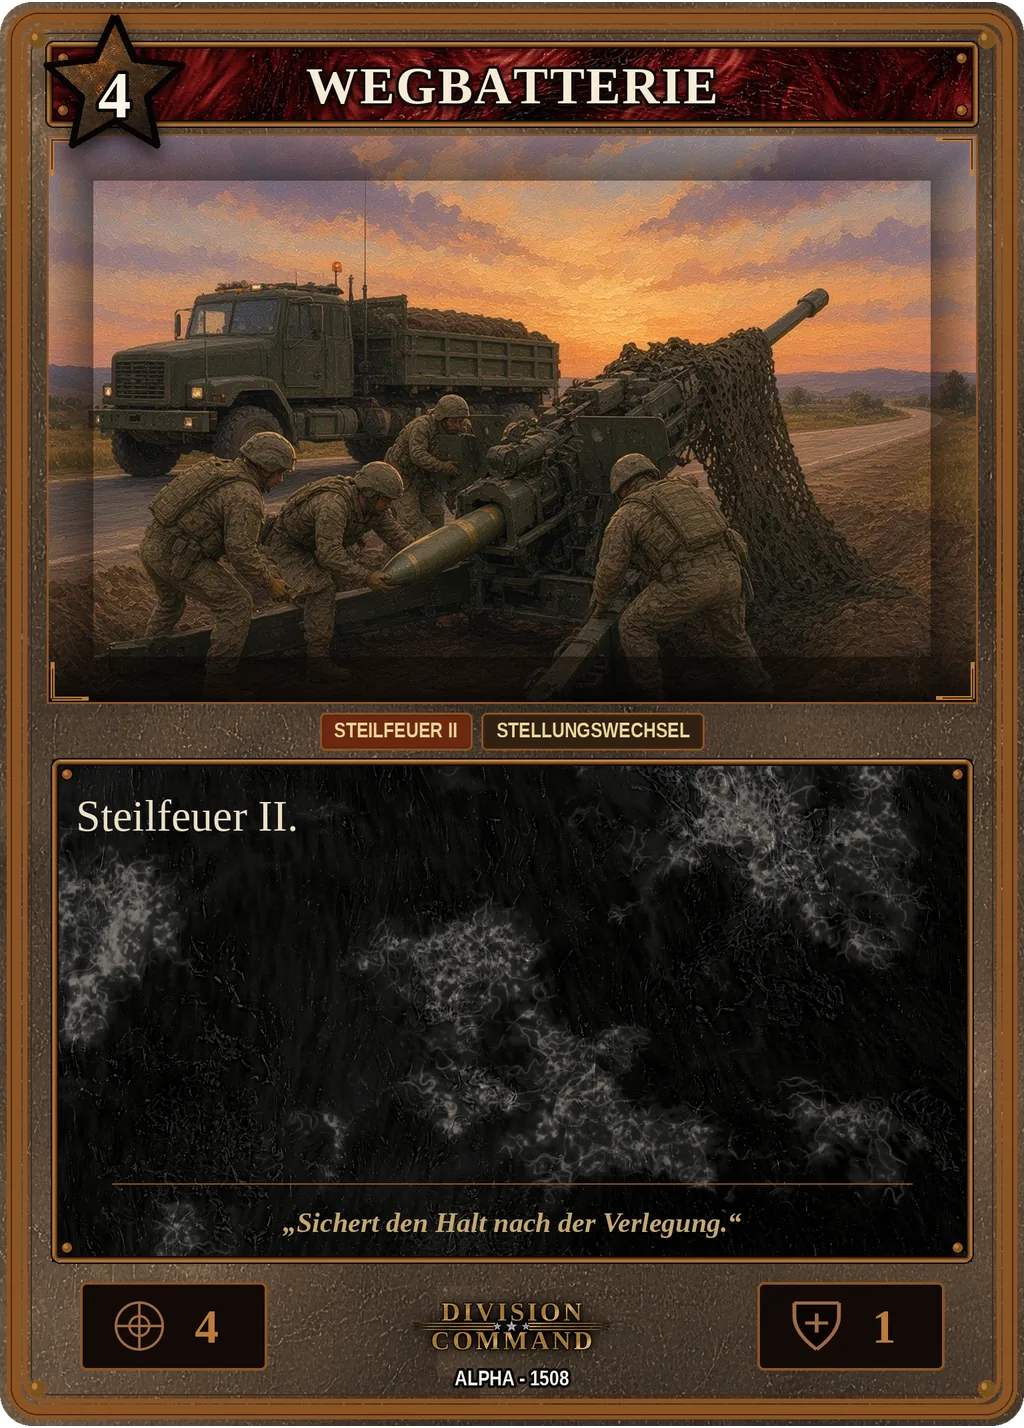 4
WEGBATTERIE
STEILFEUER II
STELLUNGSWECHSEL
Steilfeuer II.
„Sichert den Halt nach der Verlegung.“
4
DIVISION
COMMAND
ALPHA - 1508
1